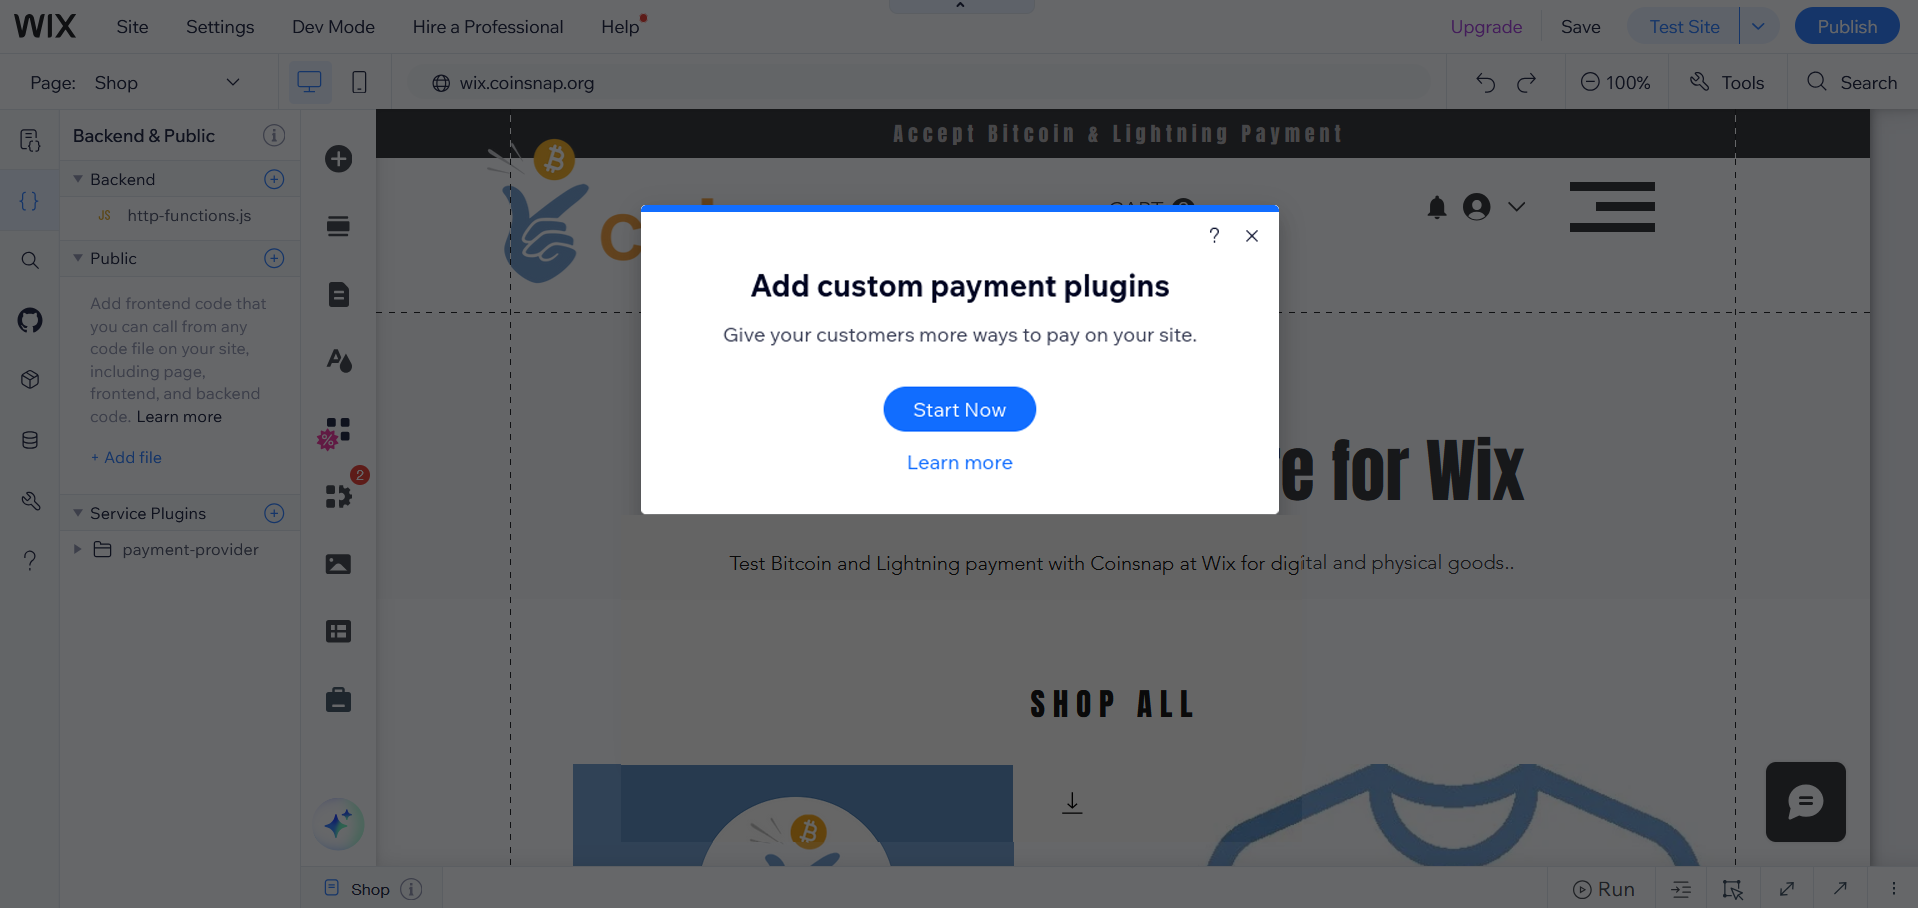 WIX Site Settings Dev Mode Hire a Professional Help Upgrade Save Test Site Publish
Page: Shop wix.coinsnap.org 100% Tools Search
Backend & Public
Backend
JS http-functions.js
Public
Add frontend code that
you can call from any
code file on your site,
including page,
frontend, and backend
code. Learn more
+ Add file
2
Service Plugins
payment-provider
Accept Bitcoin & Lightning Payment
CART
Add custom payment plugins
Give your customers more ways to pay on your site.
Start Now
Learn more
e for Wix
Test Bitcoin and Lightning payment with Coinsnap at Wix for digital and physical goods..
SHOP ALL
Shop Run